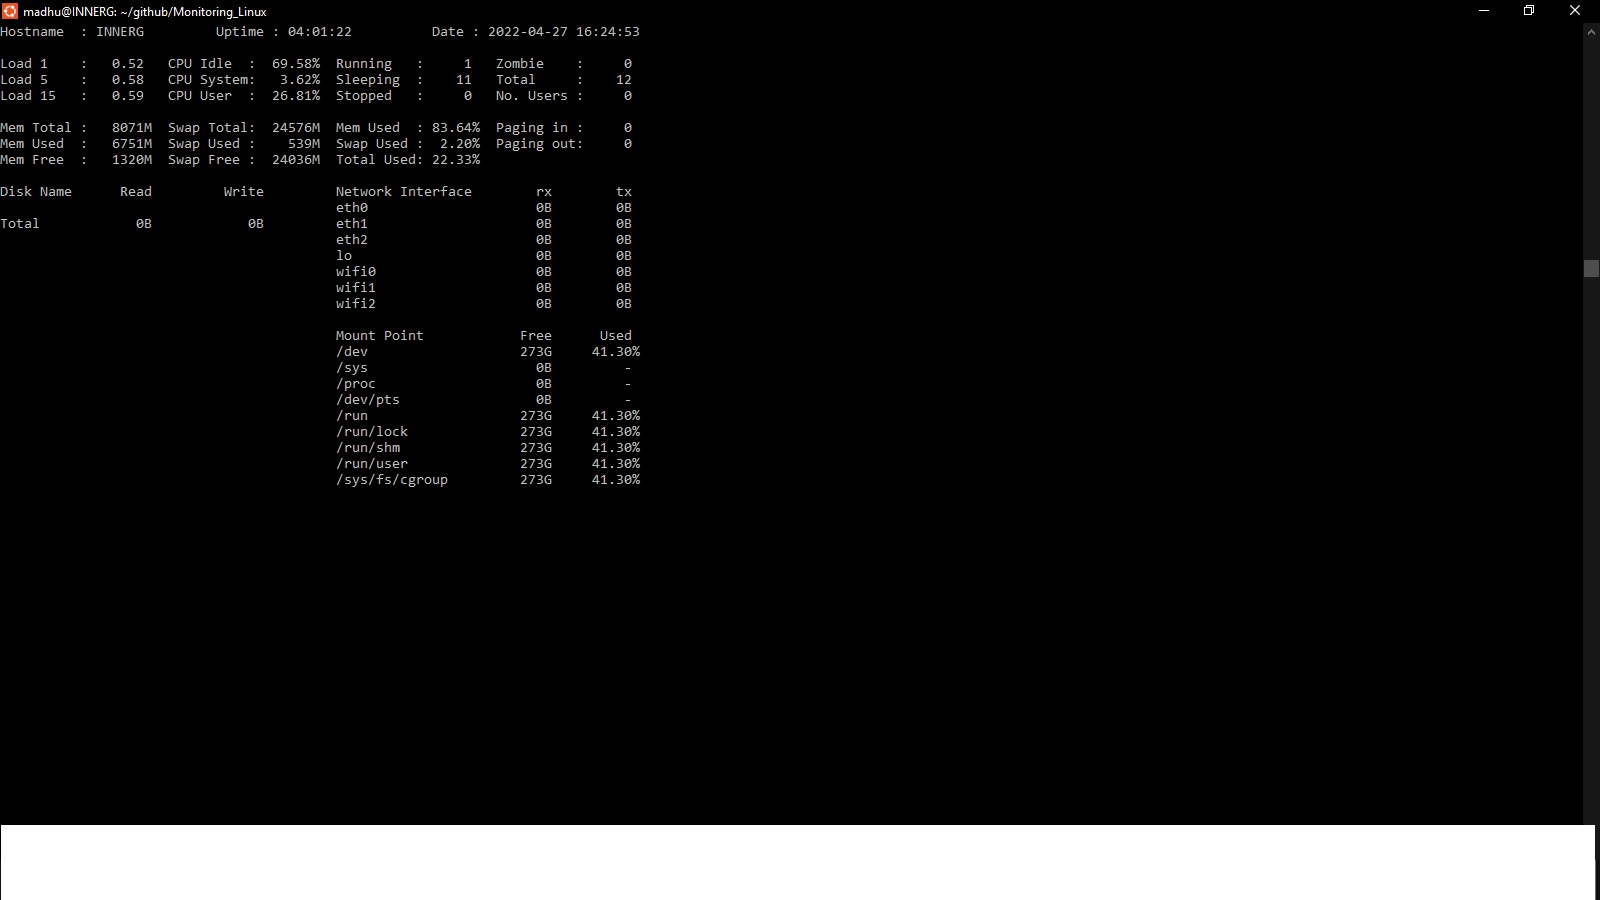 madhu@INNERG: ~/github/Monitoring_Linux
Hostname  : INNERG         Uptime : 04:01:22          Date : 2022-04-27 16:24:53
Load 1    :   0.52   CPU Idle  :  69.58%  Running   :     1   Zombie    :     0
Load 5    :   0.58   CPU System:   3.62%  Sleeping  :    11   Total     :    12
Load 15   :   0.59   CPU User  :  26.81%  Stopped   :     0   No. Users :     0
Mem Total :   8071M  Swap Total:  24576M  Mem Used  : 83.64%  Paging in :     0
Mem Used  :   6751M  Swap Used :    539M  Swap Used :  2.20%  Paging out:     0
Mem Free  :   1320M  Swap Free :  24036M  Total Used: 22.33%
Disk Name      Read         Write         Network Interface        rx        tx
eth0                     0B        0B
Total            0B            0B         eth1                     0B        0B
eth2                     0B        0B
lo                       0B        0B
wifi0                    0B        0B
wifi1                    0B        0B
wifi2                    0B        0B
Mount Point            Free      Used
/dev                   273G     41.30%
/sys                     0B         -
/proc                    0B         -
/dev/pts                 0B         -
/run                   273G     41.30%
/run/lock              273G     41.30%
/run/shm               273G     41.30%
/run/user              273G     41.30%
/sys/fs/cgroup         273G     41.30%